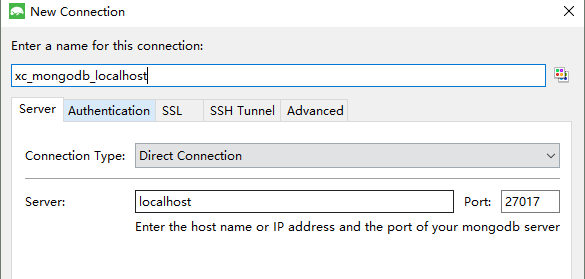 New Connection
Enter a name for this connection:
xc_mongodb_localhost
Server Authentication SSL SSH Tunnel Advanced
Connection Type: Direct Connection
Server: localhost Port: 27017
Enter the host name or IP address and the port of your mongodb server